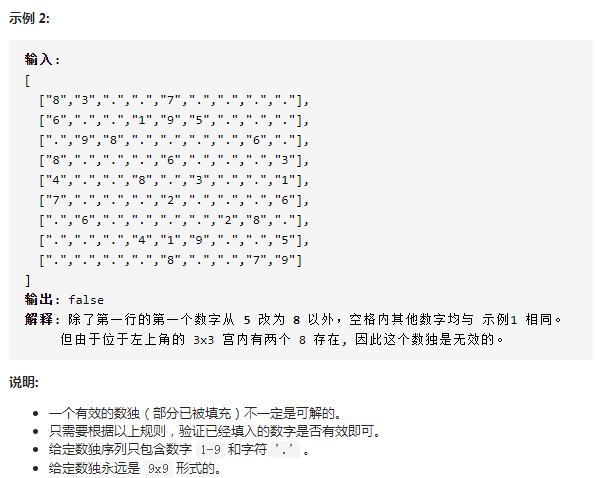 示例 2:
输入:
[
["8","3",".",".","7",".",".",".","."],
["6",".",".","1","9","5",".",".","."],
[".","9","8",".",".",".",".","6","."],
["8",".",".",".","6",".",".",".","3"],
["4",".",".","8",".","3",".",".","1"],
["7",".",".",".","2",".",".",".","6"],
[".","6",".",".",".",".","2","8","."],
[".",".",".","4","1","9",".",".","5"],
[".",".",".",".","8",".",".","7","9"]
]
输出: false
解释: 除了第一行的第一个数字从 5 改为 8 以外，空格内其他数字均与 示例1 相同。
但由于位于左上角的 3x3 宫内有两个 8 存在, 因此这个数独是无效的。
说明:
• 一个有效的数独（部分已被填充）不一定是可解的。
• 只需要根据以上规则，验证已经填入的数字是否有效即可。
• 给定数独序列只包含数字 1-9 和字符 '.' 。
• 给定数独永远是 9x9 形式的。